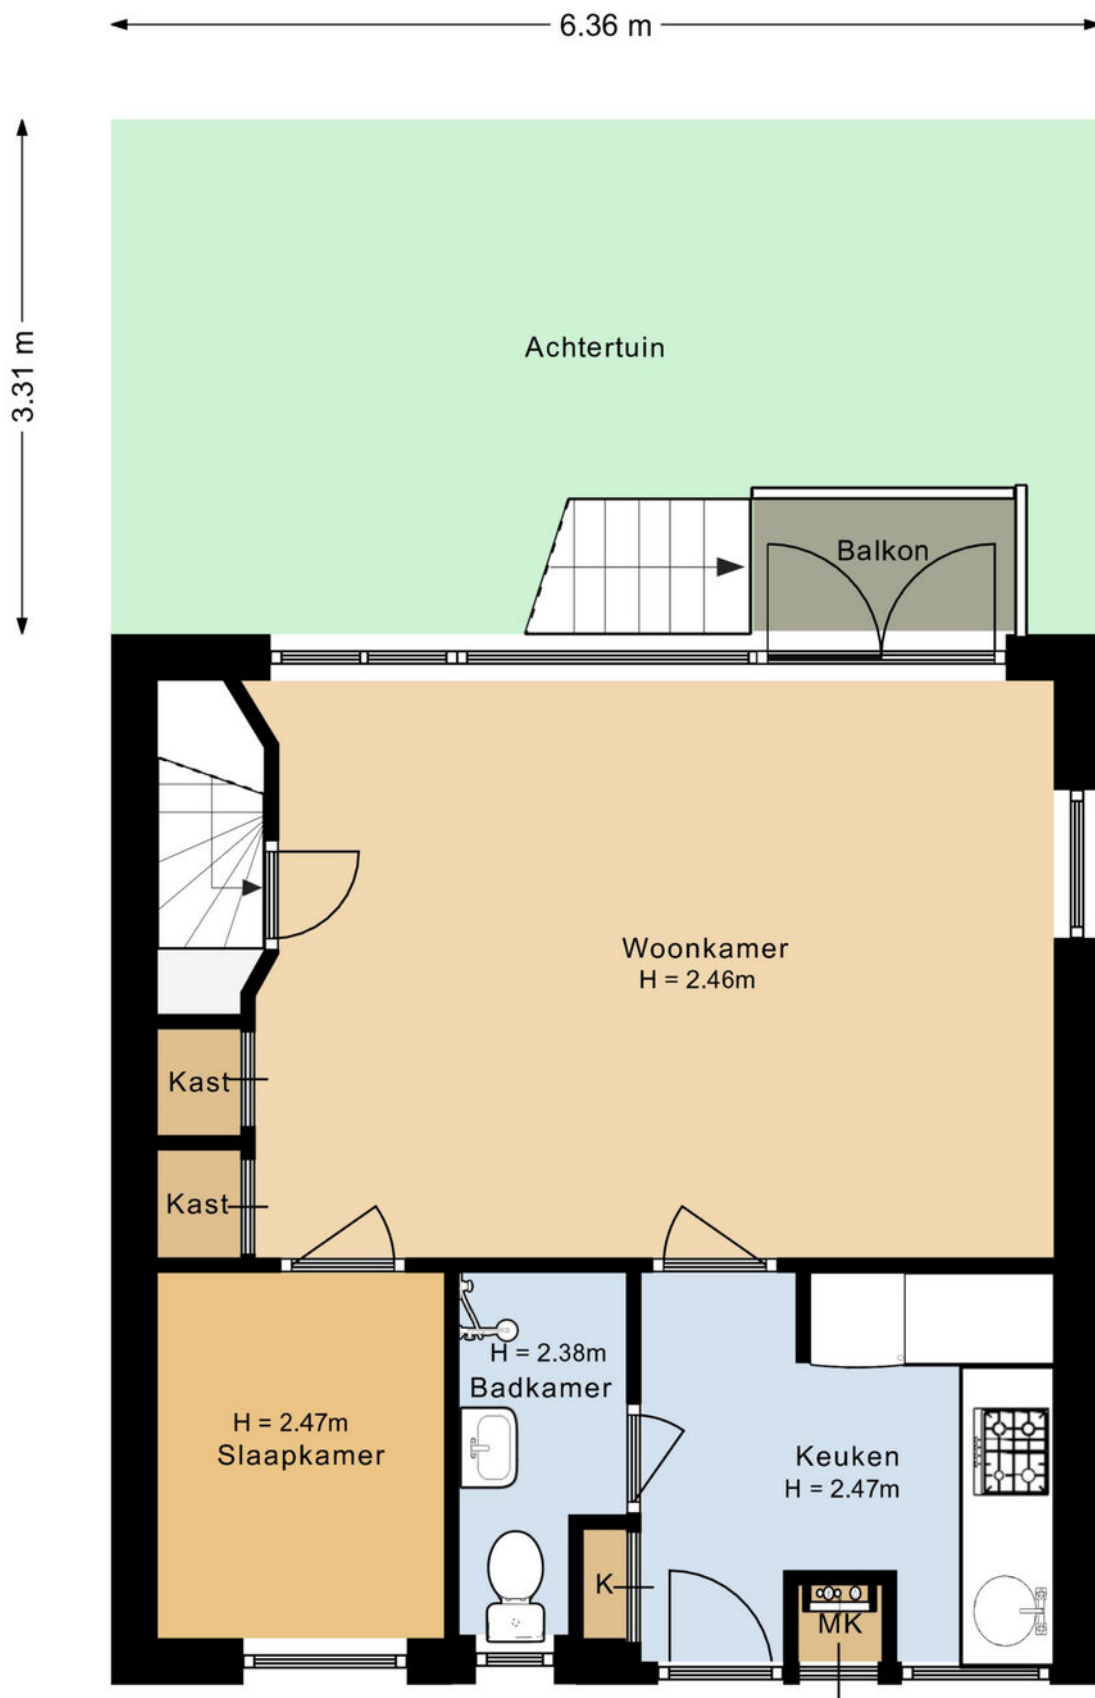 6.36 m
3.31 m
Achtertuin
Balkon
Woonkamer
H = 2.46m
Kast
Kast
H = 2.38m
Badkamer
H = 2.47m
Slaapkamer
Keuken
H = 2.47m
K
MK